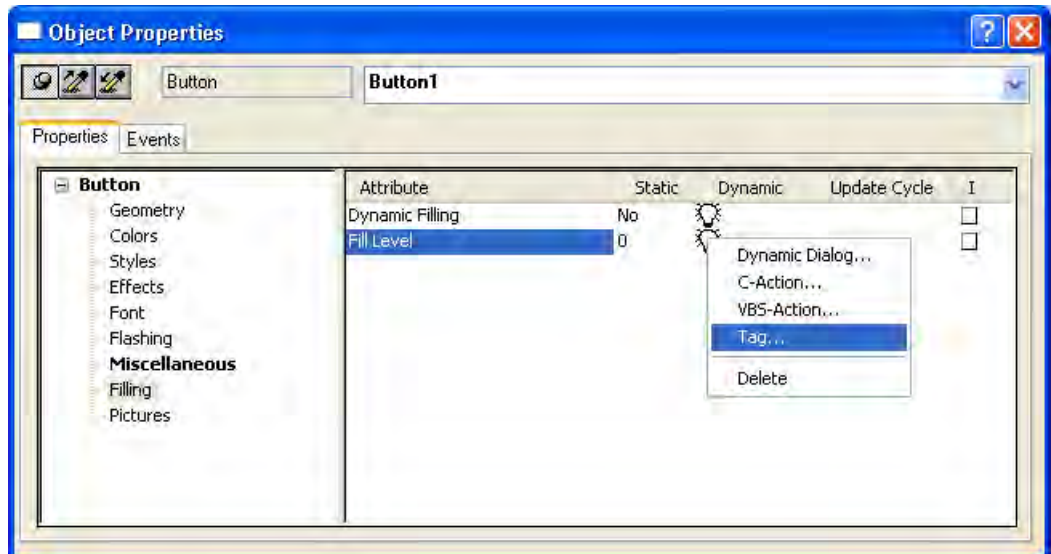 Object Properties
Button
Button1
Properties
Events
Button
Geometry
Colors
Styles
Effects
Font
Flashing
Miscellaneous
Filling
Pictures
Attribute Static Dynamic Update Cycle I
Dynamic Filling No
Fill Level 0
Dynamic Dialog...
C-Action...
VBS-Action...
Tag...
Delete